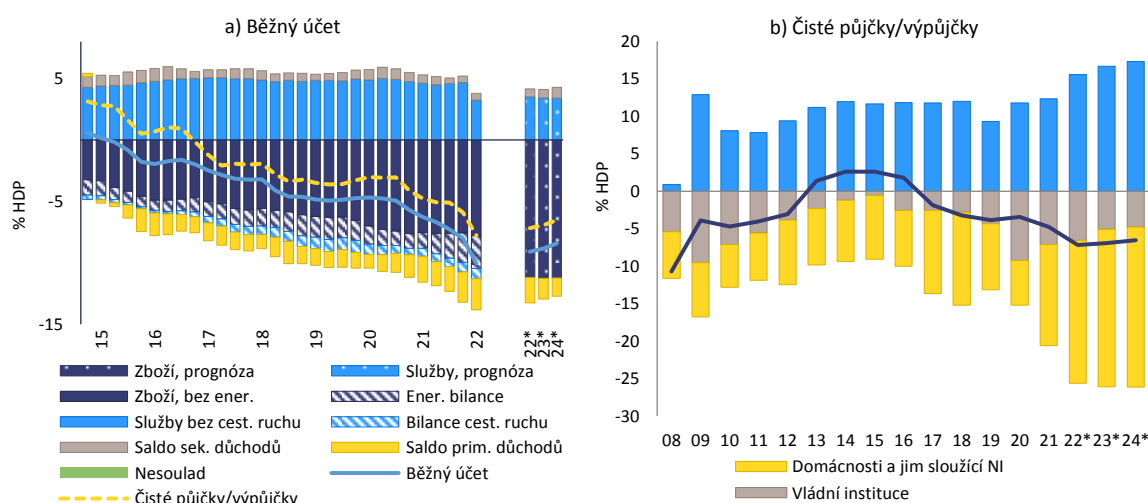 a) Běžný účet
5
-5
-15
% HDP
15
16
17
18
19
20
21
22
22*
23*
24*
Zboží, prognóza
Služby, prognóza
Zboží, bez ener.
Ener. bilance
Služby bez cest. ruchu
Bilance cest. ruchu
Saldo sek. důchodů
Saldo prim. důchodů
Nesoulad
Běžný účet
Čisté půjčky/výpůjčky
b) Čisté půjčky/výpůjčky
20
15
10
5
0
-5
-10
-15
-20
-25
-30
% HDP
08 09 10 11 12 13 14 15 16 17 18 19 20 21 22* 23* 24*
Domácnosti a jim sloužící NI
Vládní instituce